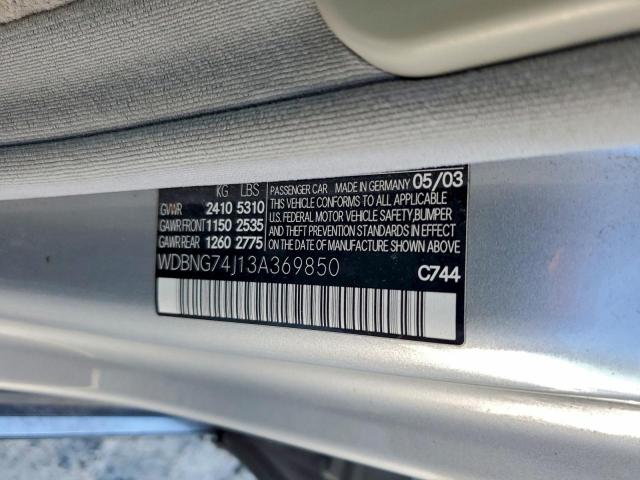 KG LBS
GVWR 2410 5310
GAWR FRONT 1150 2535
GAWR REAR 1260 2775
PASSENGER CAR MADE IN GERMANY 05/03
THIS VEHICLE CONFORMS TO ALL APPLICABLE
U.S. FEDERAL MOTOR VEHICLE SAFETY, BUMPER
AND THEFT PREVENTION STANDARDS IN EFFECT
ON THE DATE OF MANUFACTURE SHOWN ABOVE.
WDBNG74J13A369850
C744